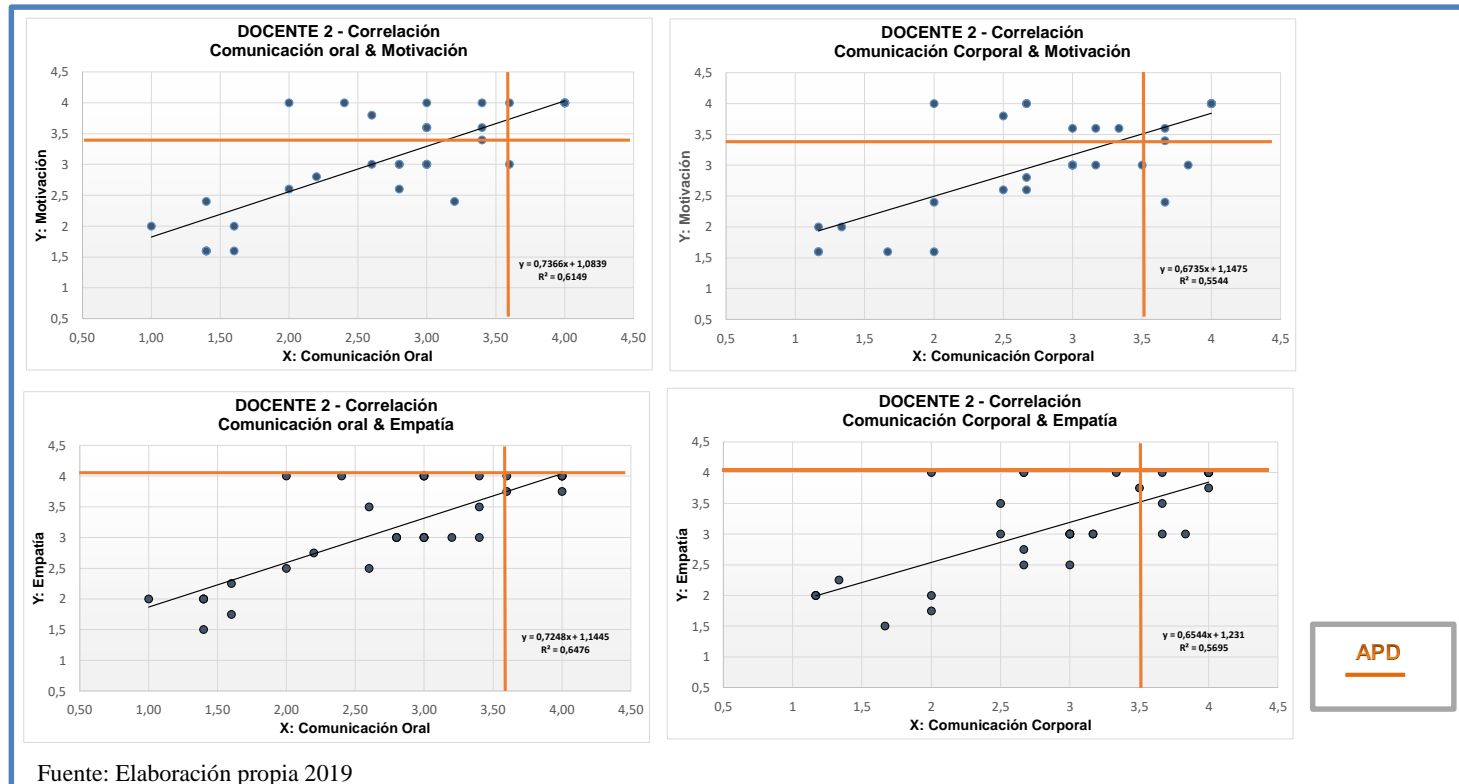 DOCENTE 2 - Correlación
Comunicación oral & Motivación
4,5
4
3,5
3
2,5
2
1,5
1
0,5
Y: Motivación
y = 0,7366x + 1,0839
R² = 0,6149
0,50 1,00 1,50 2,00 2,50 3,00 3,50 4,00 4,50
X: Comunicación Oral
DOCENTE 2 - Correlación
Comunicación Corporal & Motivación
4,5
4
3,5
3
2,5
2
1,5
1
0,5
Y: Motivación
y = 0,6735x + 1,1475
R² = 0,5544
0,5 1 1,5 2 2,5 3 3,5 4 4,5
X: Comunicación Corporal
DOCENTE 2 - Correlación
Comunicación oral & Empatía
4,5
4
3,5
3
2,5
2
1,5
1
0,5
Y: Empatía
y = 0,7248x + 1,1445
R² = 0,6476
0,50 1,00 1,50 2,00 2,50 3,00 3,50 4,00 4,50
X: Comunicación Oral
DOCENTE 2 - Correlación
Comunicación Corporal & Empatía
4,5
4
3,5
3
2,5
2
1,5
1
0,5
Y: Empatía
y = 0,6544x + 1,231
R² = 0,5695
0,5 1 1,5 2 2,5 3 3,5 4 4,5
X: Comunicación Corporal
APD
Fuente: Elaboración propia 2019